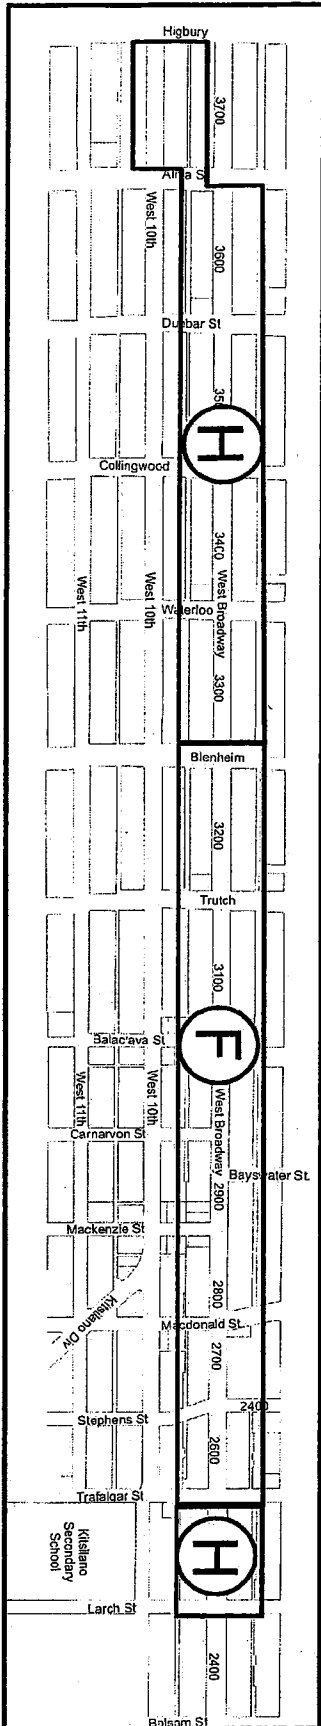 Higbury
3700
Alma St
West 10th
3600
Dunbar St
H
Collingwood
3400
West Broadway
Waterloo
West 10th
West 11th
3300
Blenheim
3200
Trutch
3100
F
Balaclava St
West 10th
West 11th
West Broadway
Carnarvon St
Bayswater St.
2900
Mackenzie St
2800
Kitsilano Div
Macdonald St.
2700
2400
Stephens St
2600
Trafalgar St
H
Kitsilano
Secondary
School
Larch St
2400
Balsam St